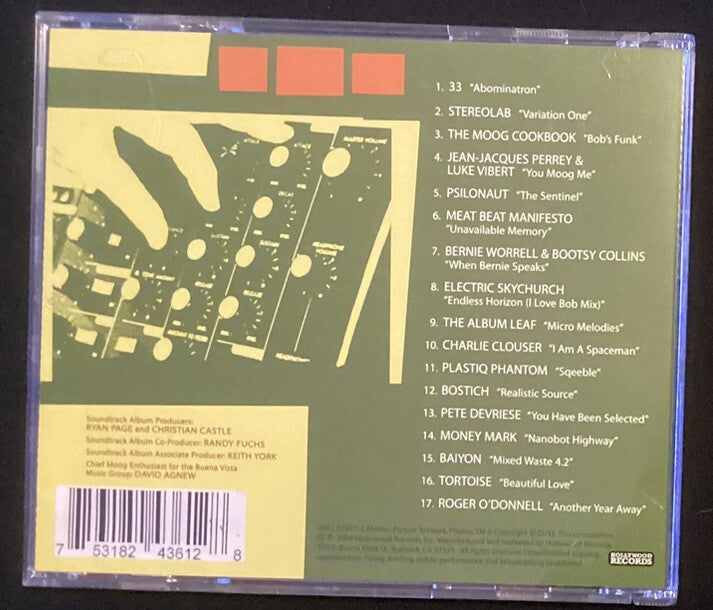 1. 33 "Abominatron"
2. STEREOLAB "Variation One"
3. THE MOOG COOKBOOK "Bob's Funk"
4. JEAN-JACQUES PERREY &
LUKE VIBERT "You Moog Me"
5. PSILONAUT "The Sentinel"
6. MEAT BEAT MANIFESTO
"Unavailable Memory"
7. BERNIE WORRELL & BOOTSY COLLINS
"When Bernie Speaks"
8. ELECTRIC SKYCHURCH
"Endless Horizon (I Love Bob Mix)"
9. THE ALBUM LEAF "Micro Melodies"
10. CHARLIE CLOUSER "I Am A Spaceman"
11. PLASTIQ PHANTOM "Sqeeble"
12. BOSTICH "Realistic Source"
13. PETE DEVRIESE "You Have Been Selected"
14. MONEY MARK "Nanobot Highway"
15. BAIYON "Mixed Waste 4.2"
16. TORTOISE "Beautiful Love"
17. ROGER O'DONNELL "Another Year Away"
MASTER VOLUME
ATTACK
DECAY
Soundtrack Album Producers:
RYAN PAGE and CHRISTIAN CASTLE
Soundtrack Album Co-Producer: RANDY FUCHS
Soundtrack Album Associate Producer: KEITH YORK
Chief Moog Enthusiast for the Buena Vista
Music Group: DAVID AGNEW
7 53182 43612 8
HOLLYWOOD
RECORDS